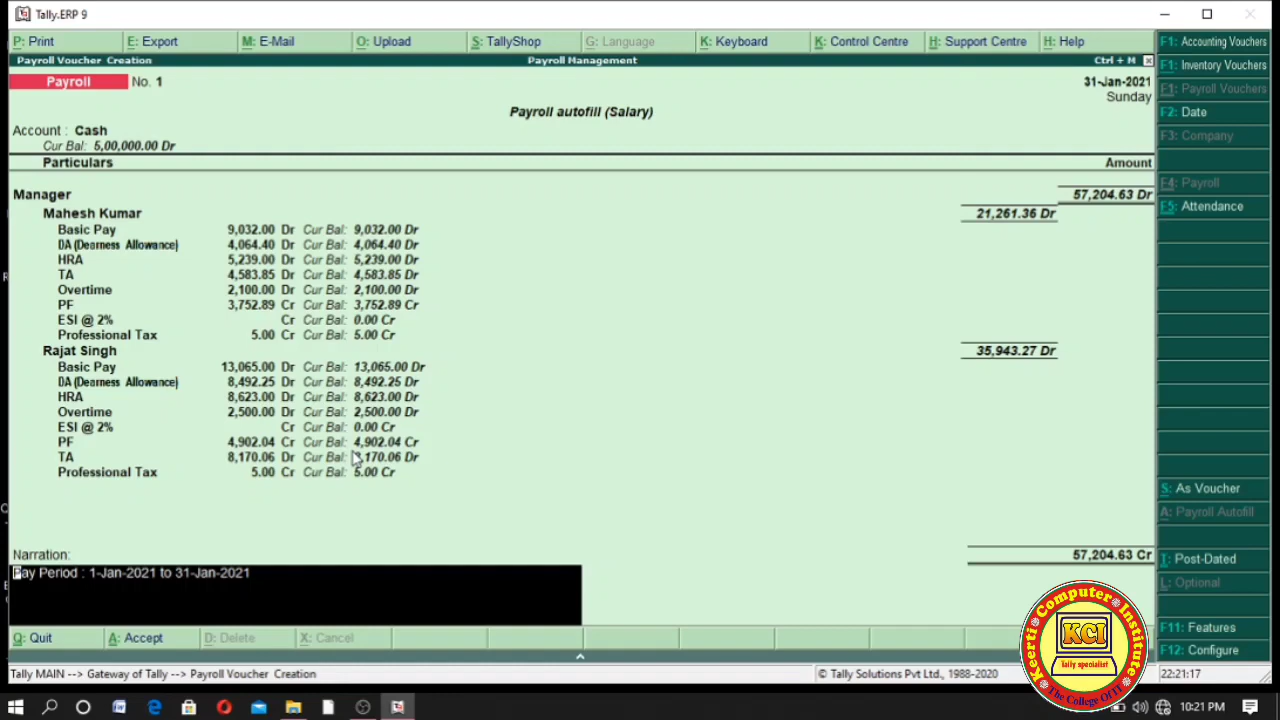 Tally.ERP 9
P: Print E: Export M: E-Mail O: Upload S: TallyShop G: Language K: Keyboard K: Control Centre H: Support Centre H: Help
Payroll Voucher Creation Payroll Management Ctrl + M
Payroll No. 1 31-Jan-2021
Sunday
Payroll autofill (Salary)
Account : Cash
Cur Bal: 5,00,000.00 Dr
Particulars Amount
Manager 57,204.63 Dr
Mahesh Kumar 21,261.36 Dr
Basic Pay 9,032.00 Dr Cur Bal: 9,032.00 Dr
DA (Dearness Allowance) 4,064.40 Dr Cur Bal: 4,064.40 Dr
HRA 5,239.00 Dr Cur Bal: 5,239.00 Dr
TA 4,583.85 Dr Cur Bal: 4,583.85 Dr
Overtime 2,100.00 Dr Cur Bal: 2,100.00 Dr
PF 3,752.89 Cr Cur Bal: 3,752.89 Cr
ESI @ 2% Cr Cur Bal: 0.00 Cr
Professional Tax 5.00 Cr Cur Bal: 5.00 Cr
Rajat Singh 35,943.27 Dr
Basic Pay 13,065.00 Dr Cur Bal: 13,065.00 Dr
DA (Dearness Allowance) 8,492.25 Dr Cur Bal: 8,492.25 Dr
HRA 8,623.00 Dr Cur Bal: 8,623.00 Dr
Overtime 2,500.00 Dr Cur Bal: 2,500.00 Dr
ESI @ 2% Cr Cur Bal: 0.00 Cr
PF 4,902.04 Cr Cur Bal: 4,902.04 Cr
TA 8,170.06 Dr Cur Bal: 8,170.06 Dr
Professional Tax 5.00 Cr Cur Bal: 5.00 Cr
Narration: 57,204.63 Cr
Pay Period : 1-Jan-2021 to 31-Jan-2021
Q: Quit A: Accept D: Delete X: Cancel
Tally MAIN --> Gateway of Tally --> Payroll Voucher Creation © Tally Solutions Pvt Ltd., 1988-2020 22:21:17
F1: Accounting Vouchers
F1: Inventory Vouchers
F1: Payroll Vouchers
F2: Date
F3: Company
F4: Payroll
F5: Attendance
S: As Voucher
A: Payroll Autofill
I: Post-Dated
L: Optional
F11: Features
F12: Configure
Keerti Computer Institute
KCI
Tally specialist
The College Of IT
10:21 PM